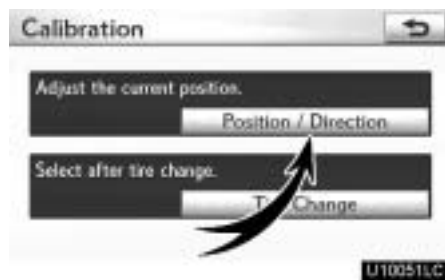 Calibration
Adjust the current position.
Position / Direction
Select after tire change.
Change
U10051LC